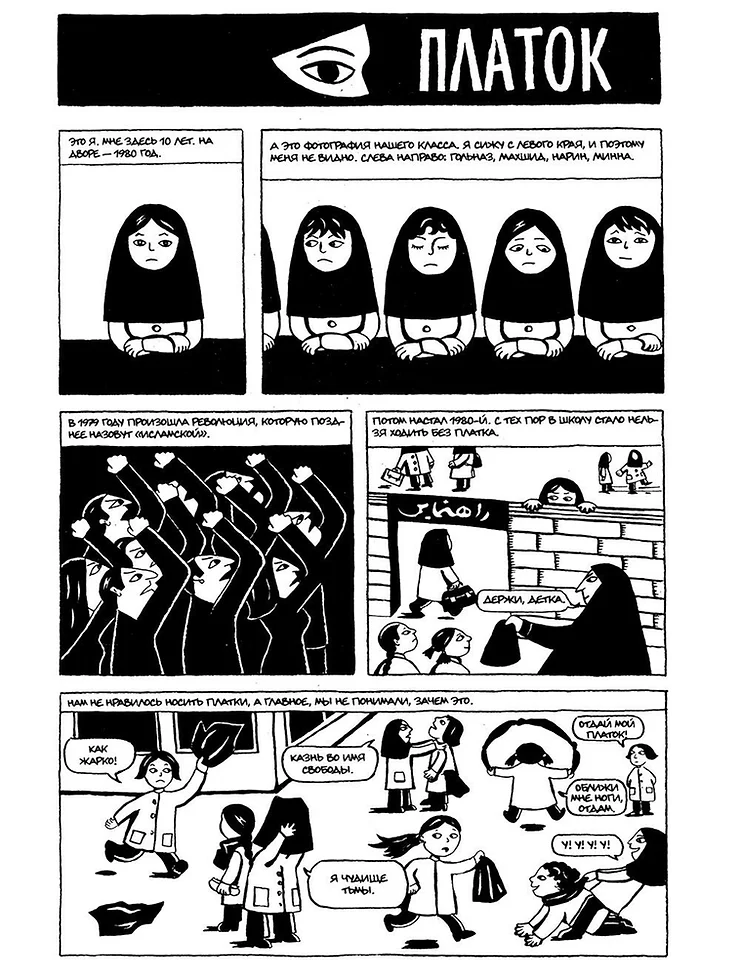 ПЛАТОК
ЭТО Я. МНЕ ЗДЕСЬ 10 ЛЕТ. НА
ДВОРЕ — 1980 ГОД.
А ЭТО ФОТОГРАФИЯ НАШЕГО КЛАССА. Я СИЖУ С ЛЕВОГО КРАЯ, И ПОЭТОМУ
МЕНЯ НЕ ВИДНО. СЛЕВА НАПРАВО: ГОЛЬНАЗ, МАХШИД, НАРИН, МИННА.
В 1979 ГОДУ ПРОИЗОШЛА РЕВОЛЮЦИЯ, КОТОРУЮ ПОЗД-
НЕЕ НАЗОВУТ «ИСЛАМСКОЙ».
ПОТОМ НАСТАЛ 1980-Й. С ТЕХ ПОР В ШКОЛУ СТАЛО НЕЛЬ-
ЗЯ ХОДИТЬ БЕЗ ПЛАТКА.
ДЕРЖИ, ДЕТКА.
НАМ НЕ НРАВИЛОСЬ НОСИТЬ ПЛАТКИ, А ГЛАВНОЕ, МЫ НЕ ПОНИМАЛИ, ЗАЧЕМ ЭТО.
КАК
ЖАРКО!
КАЗНЬ ВО ИМЯ
СВОБОДЫ.
ОТДАЙ МОЙ
ПЛАТОК!
ОБЛИЖИ
МНЕ НОГИ,
ОТДАМ.
Я ЧУДИЩЕ
ТЬМЫ.
У! У! У! У!